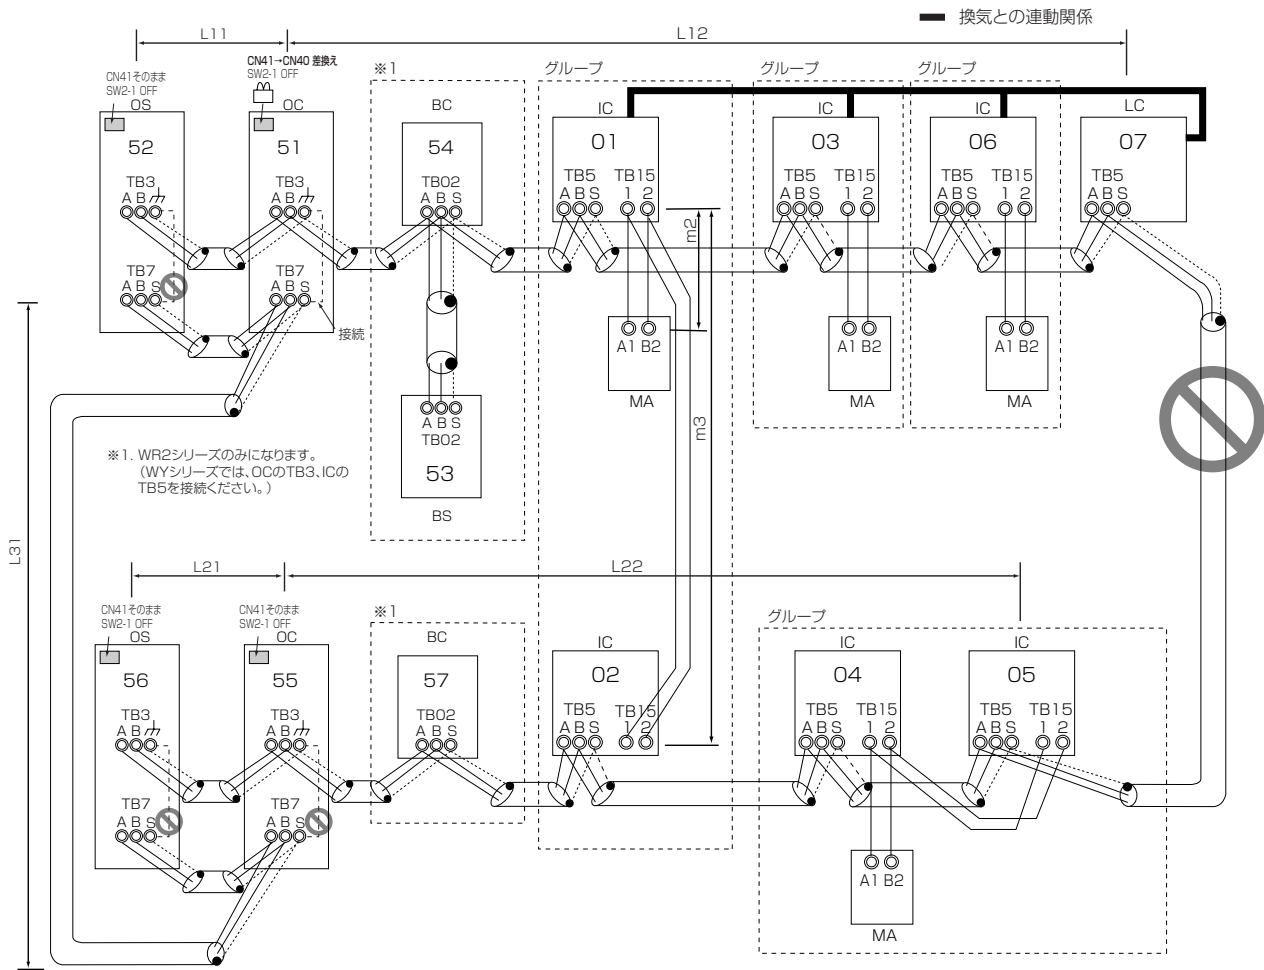 換気との連動関係
L11
L12
CN41そのまま
SW2-1 OFF
OS
CN41→CN40 差換え
SW2-1 OFF
OC
※1
BC
グループ
IC
グループ
IC
グループ
IC
LC
52
51
54
01
03
06
07
TB3
A B
TB3
A B
TB02
A B S
TB5
A B S
TB15
1 2
TB5
A B S
TB15
1 2
TB5
A B S
TB15
1 2
TB5
A B S
TB7
A B S
TB7
A B S
接続
m2
m3
A1 B2
MA
A1 B2
MA
A1 B2
MA
A B S
TB02
53
BS
※1. WR2シリーズのみになります。
(WYシリーズでは、OCのTB3、ICの
TB5を接続ください。)
L31
L21
L22
CN41そのまま
SW2-1 OFF
OS
CN41そのまま
SW2-1 OFF
OC
※1
BC
IC
グループ
IC
IC
56
55
57
02
04
05
TB3
A B
TB3
A B
TB02
A B S
TB5
A B S
TB15
1 2
TB5
A B S
TB15
1 2
TB5
A B S
TB15
1 2
TB7
A B S
TB7
A B S
A1 B2
MA